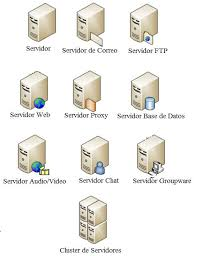 Servidor
Servidor de Correo
Servidor FTP
Servidor Web
Servidor Proxy
Servidor Base de Datos
Servidor Audio/Video
Servidor Chat
Servidor Groupware
Cluster de Servidores